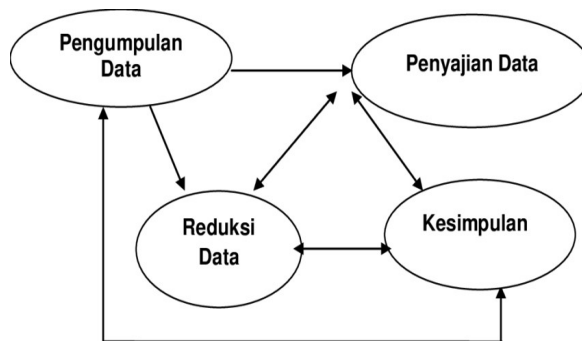 Pengumpulan
Data
Penyajian Data
Reduksi
Data
Kesimpulan